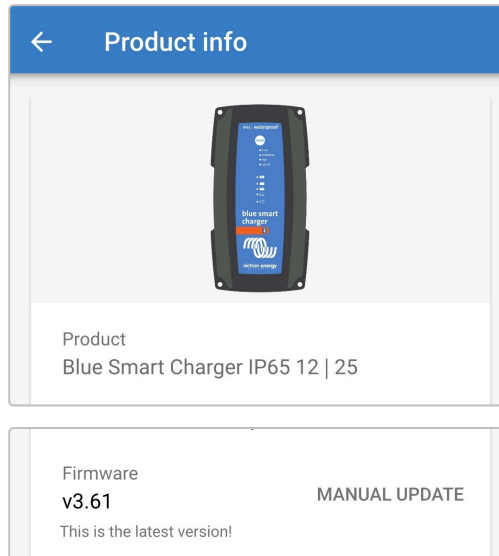 Product info
IP65 waterproof
mode
blue smart
charger
victron energy
Product
Blue Smart Charger IP65 12 | 25
Firmware
v3.61
MANUAL UPDATE
This is the latest version!